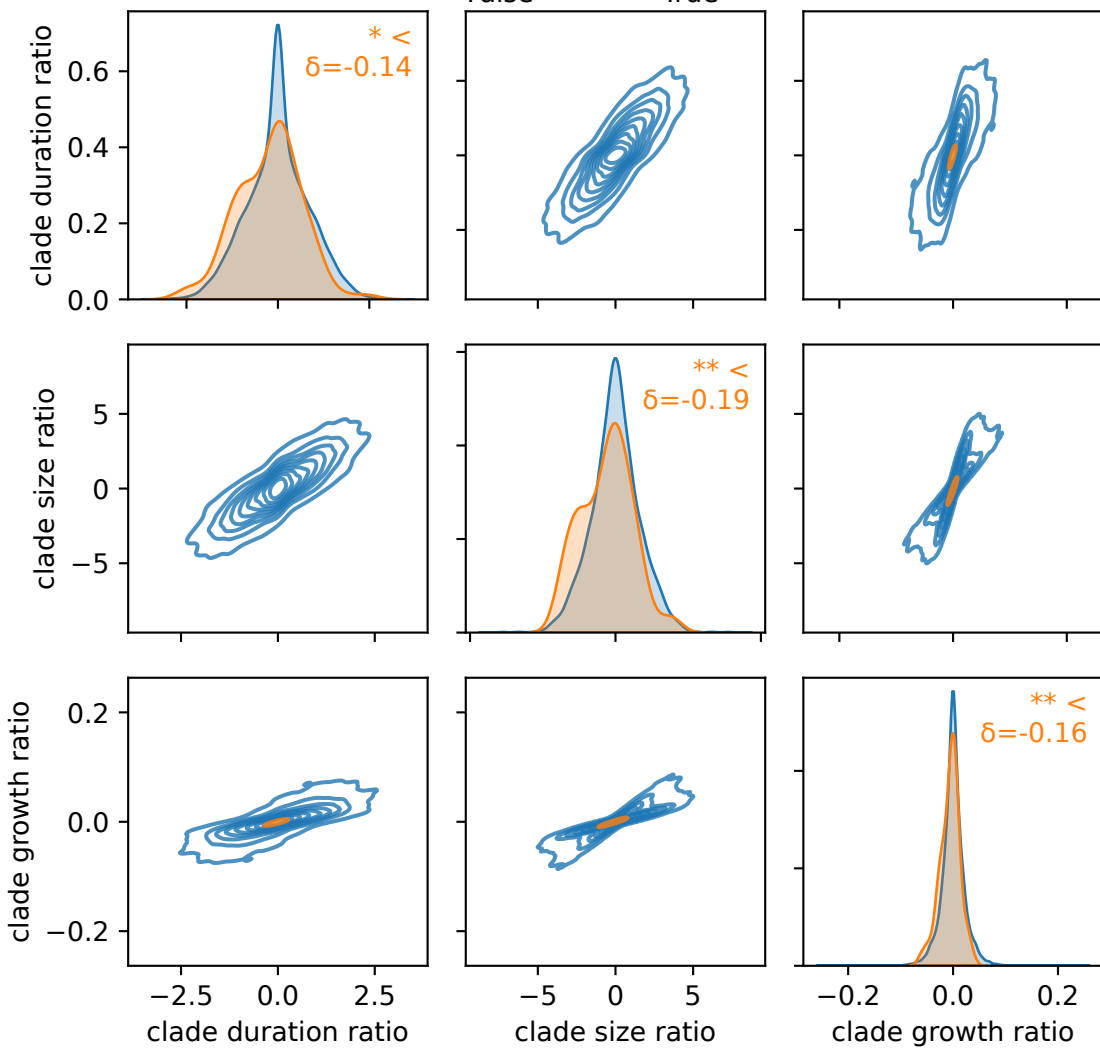 clade duration ratio
0.6
0.4
0.2
0.0
* <
δ=-0.14
clade size ratio
5
0
−5
** <
δ=-0.19
clade growth ratio
0.2
0.0
−0.2
** <
δ=-0.16
−2.5 0.0 2.5
−5 0 5
−0.2 0.0 0.2
clade duration ratio
clade size ratio
clade growth ratio